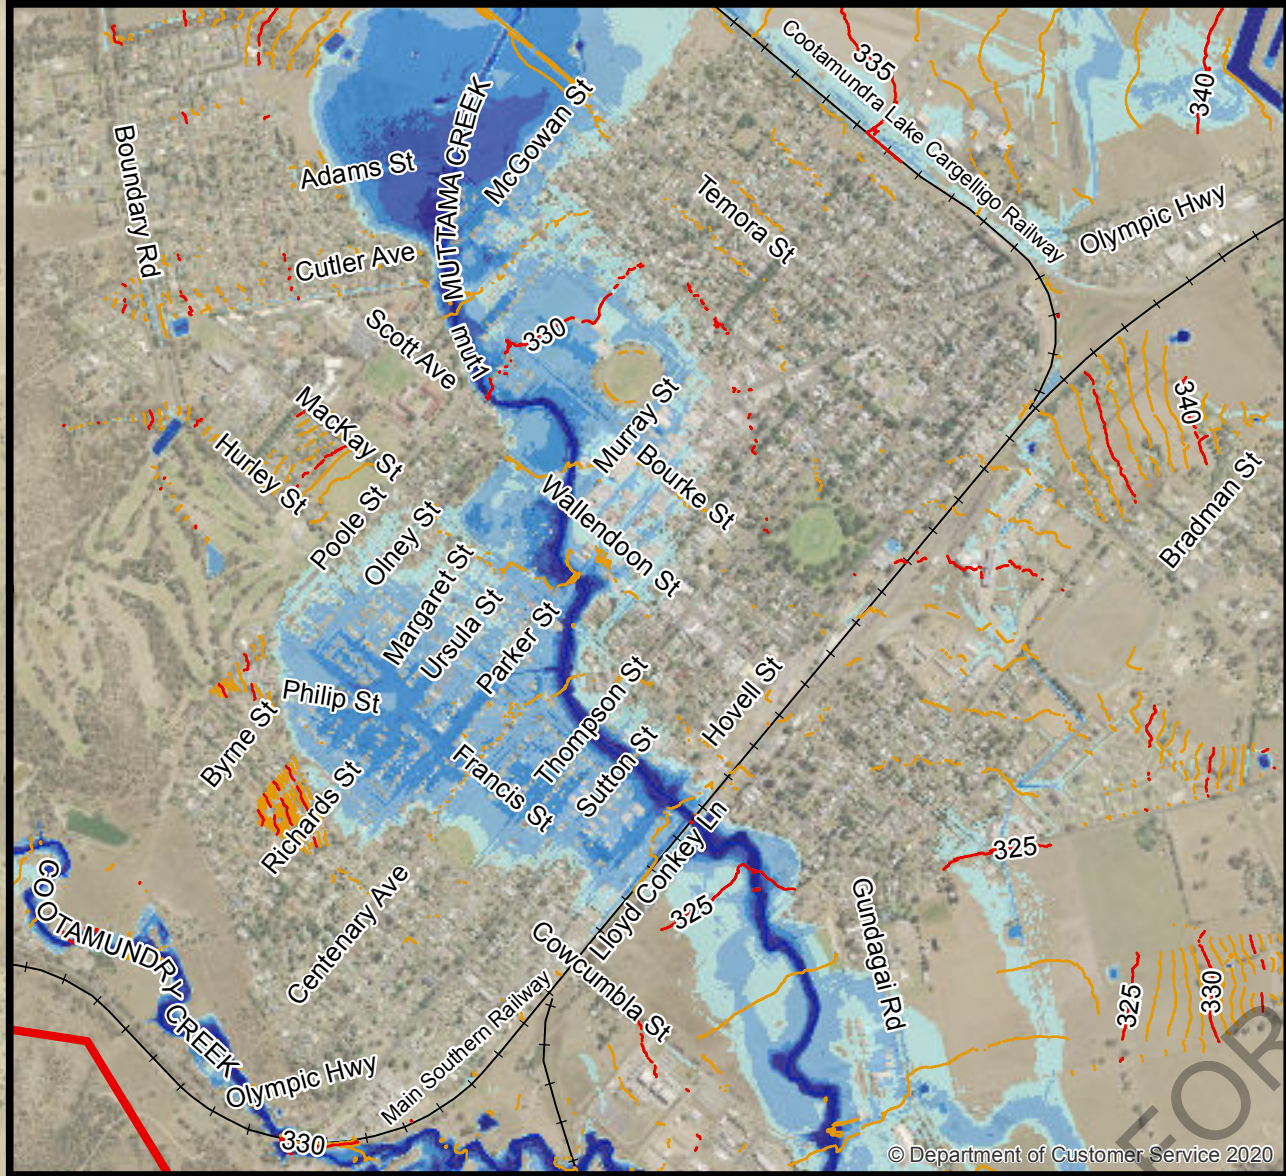 335
Cootamundra Lake Cargelligo Railway
340
MUTTAMA CREEK
McGowan St
Boundary Rd
Adams St
Temora St
Olympic Hwy
Cutler Ave
Scott Ave
mut1
330
MacKay St
Murray St
340
Hurley St
Bourke St
Bradman St
Poole St
Olney St
Wallendoon St
Margaret St
Ursula St
Parker St
Philip St
Thompson St
Hovell St
Byrne St
Francis St
Sutton St
Richards St
Lloyd Conkey Ln
325
COOTAMUNDRY CREEK
Centenary Ave
325
Gundagai Rd
Cowcumbla St
325
330
Main Southern Railway
Olympic Hwy
330
FOR
© Department of Customer Service 2020